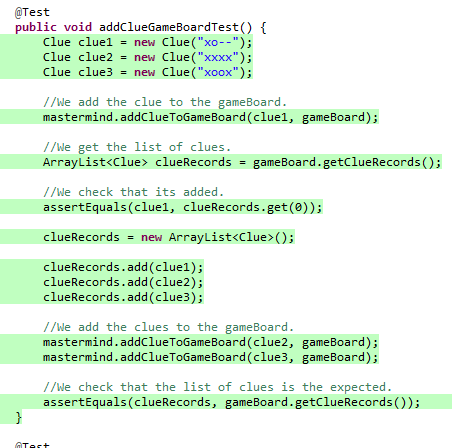 @Test
public void addClueGameBoardTest() {
    Clue clue1 = new Clue("xo--");
    Clue clue2 = new Clue("xxxx");
    Clue clue3 = new Clue("xoox");

    //We add the clue to the gameBoard.
    mastermind.addClueToGameBoard(clue1, gameBoard);

    //We get the list of clues.
    ArrayList<Clue> clueRecords = gameBoard.getClueRecords();

    //We check that its added.
    assertEquals(clue1, clueRecords.get(0));

    clueRecords = new ArrayList<Clue>();

    clueRecords.add(clue1);
    clueRecords.add(clue2);
    clueRecords.add(clue3);

    //We add the clues to the gameBoard.
    mastermind.addClueToGameBoard(clue2, gameBoard);
    mastermind.addClueToGameBoard(clue3, gameBoard);

    //We check that the list of clues is the expected.
    assertEquals(clueRecords, gameBoard.getClueRecords());
}

@Test